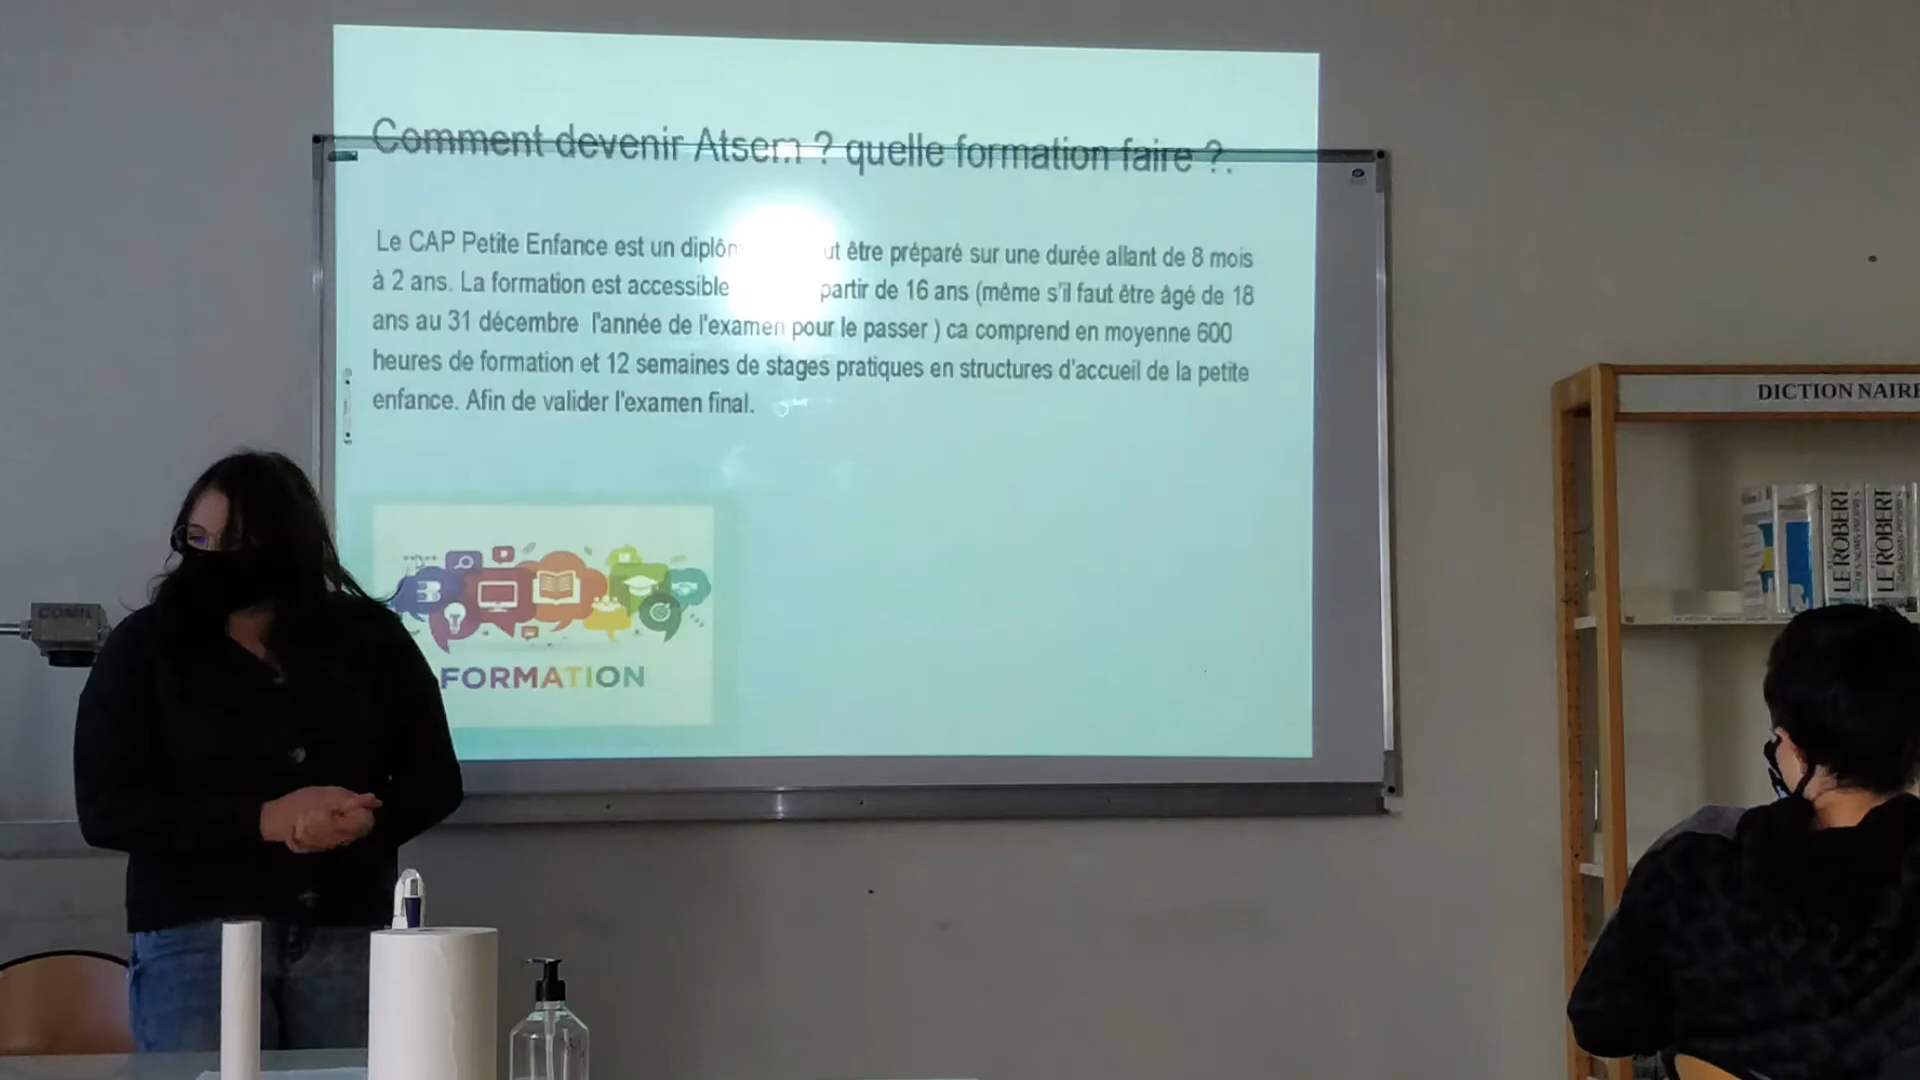 Comment devenir Atsem ? quelle formation faire ?.
Le CAP Petite Enfance est un ut être préparé sur une durée allant de 8 mois
à 2 ans. La formation est accessible partir de 16 ans (même s'il faut être âgé de 18
ans au 31 décembre l'année de l'examen pour le passer ) ca comprend en moyenne 600
heures de formation et 12 semaines de stages pratiques en structures d'accueil de la petite
enfance. Afin de valider l'examen final.
FORMATION
DICTION NAIRE
LE ROBERT
LE ROBERT